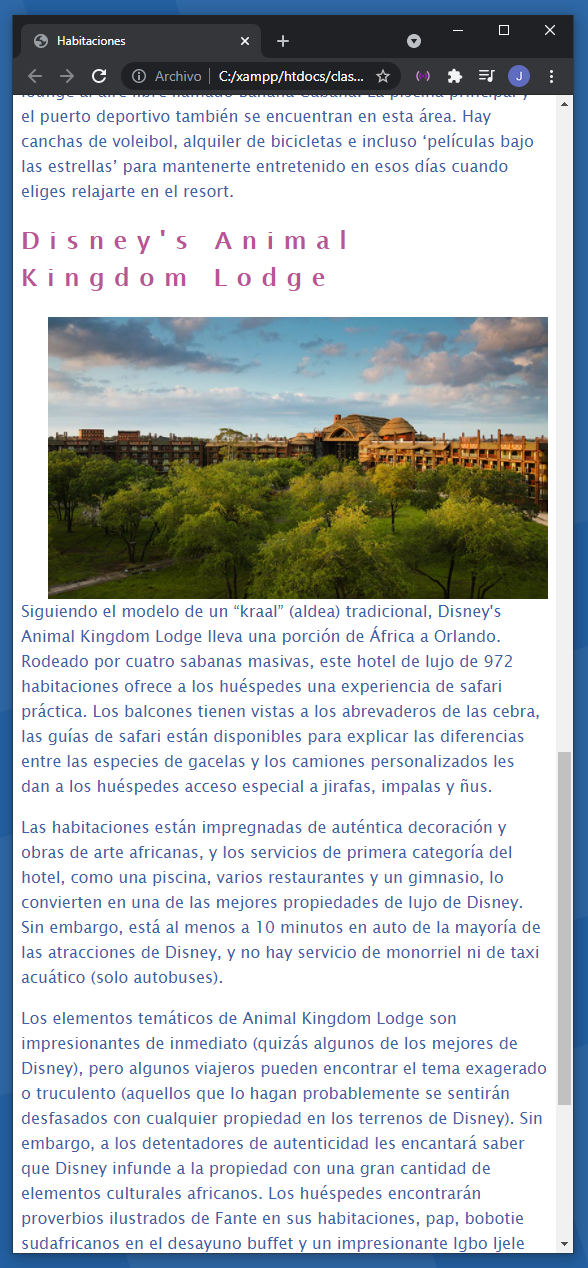 Habitaciones
Archivo
C:/xampp/htdocs/clas...
J
lounge al aire libre llamado Banana Cabana. La piscina principal y
el puerto deportivo también se encuentran en esta área. Hay
canchas de voleibol, alquiler de bicicletas e incluso ‘películas bajo
las estrellas’ para mantenerte entretenido en esos días cuando
eliges relajarte en el resort.
Disney's Animal
Kingdom Lodge
Siguiendo el modelo de un “kraal” (aldea) tradicional, Disney's
Animal Kingdom Lodge lleva una porción de África a Orlando.
Rodeado por cuatro sabanas masivas, este hotel de lujo de 972
habitaciones ofrece a los huéspedes una experiencia de safari
práctica. Los balcones tienen vistas a los abrevaderos de las cebra,
las guías de safari están disponibles para explicar las diferencias
entre las especies de gacelas y los camiones personalizados les
dan a los huéspedes acceso especial a jirafas, impalas y ñus.
Las habitaciones están impregnadas de auténtica decoración y
obras de arte africanas, y los servicios de primera categoría del
hotel, como una piscina, varios restaurantes y un gimnasio, lo
convierten en una de las mejores propiedades de lujo de Disney.
Sin embargo, está al menos a 10 minutos en auto de la mayoría de
las atracciones de Disney, y no hay servicio de monorriel ni de taxi
acuático (solo autobuses).
Los elementos temáticos de Animal Kingdom Lodge son
impresionantes de inmediato (quizás algunos de los mejores de
Disney), pero algunos viajeros pueden encontrar el tema exagerado
o truculento (aquellos que lo hagan probablemente se sentirán
desfasados con cualquier propiedad en los terrenos de Disney). Sin
embargo, a los detentadores de autenticidad les encantará saber
que Disney infunde a la propiedad con una gran cantidad de
elementos culturales africanos. Los huéspedes encontrarán
proverbios ilustrados de Fante en sus habitaciones, pap, bobotie
sudafricanos en el desayuno buffet y un impresionante Igbo Ijele